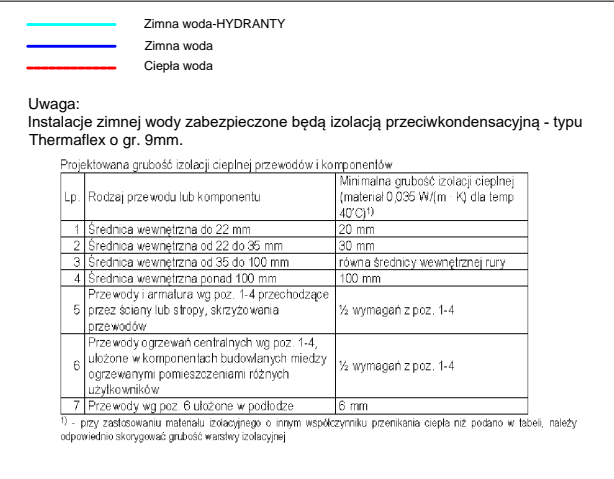 Zimna woda-HYDRANTY
Zimna woda
Ciepła woda
Uwaga:
Instalacje zimnej wody zabezpieczone będą izolacją przeciwkondensacyjną - typu
Thermaflex o gr. 9mm.
Projektowana grubość izolacji cieplnej przewodów i komponentów
Lp. Rodzaj przewodu lub komponentu
Minimalna grubość izolacji cieplnej
(materiał 0,035 W/(m · K) dla temp
40°C)1)
1 Średnica wewnętrzna do 22 mm 20 mm
2 Średnica wewnętrzna od 22 do 35 mm 30 mm
3 Średnica wewnętrzna od 35 do 100 mm równa średnicy wewnętrznej rury
4 Średnica wewnętrzna ponad 100 mm 100 mm
5 Przewody i armatura wg poz. 1-4 przechodzące
przez ściany lub stropy, skrzyżowania
przewodów
½ wymagań z poz. 1-4
6 Przewody ogrzewań centralnych wg poz. 1-4,
ułożone w komponentach budowlanych miedzy
ogrzewanymi pomieszczeniami różnych
użytkowników
½ wymagań z poz. 1-4
7 Przewody wg poz. 6 ułożone w podłodze 6 mm
1) - przy zastosowaniu materiału izolacyjnego o innym współczynniku przenikania ciepła niż podano w tabeli, należy
odpowiednio skorygować grubość warstwy izolacyjnej